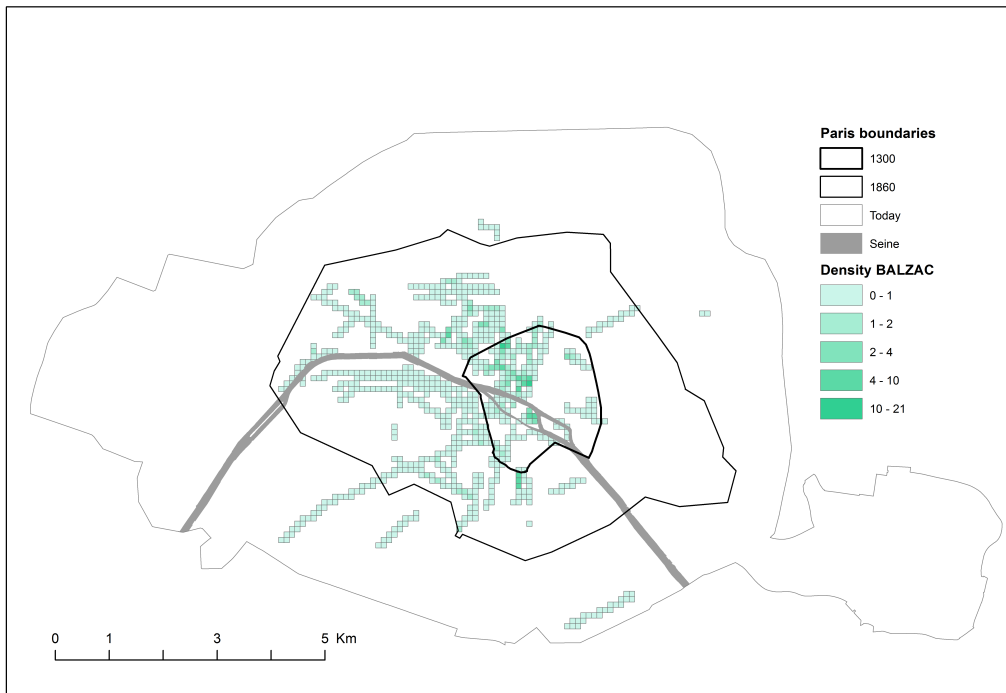 Paris boundaries
1300
1860
Today
Seine
Density BALZAC
0 - 1
1 - 2
2 - 4
4 - 10
10 - 21
0 1 3 5 Km